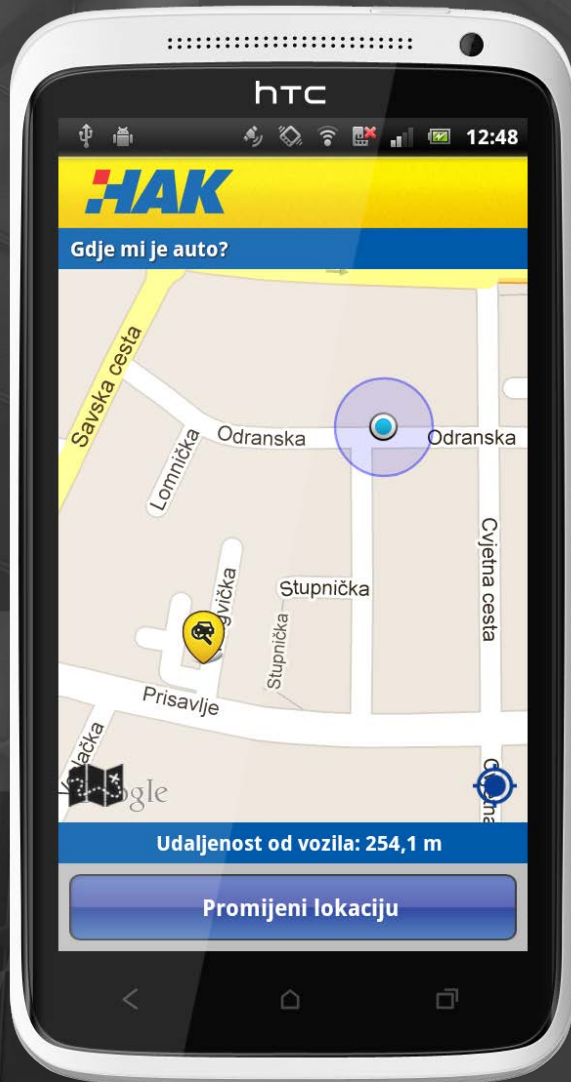 hTC
12:48
HAK
Gdje mi je auto?
Savska cesta
Odranska
Odranska
Lomnička
Cvjetna cesta
Stupnička
Stupnička
Prisavlje
Udaljenost od vozila: 254,1 m
Promijeni lokaciju